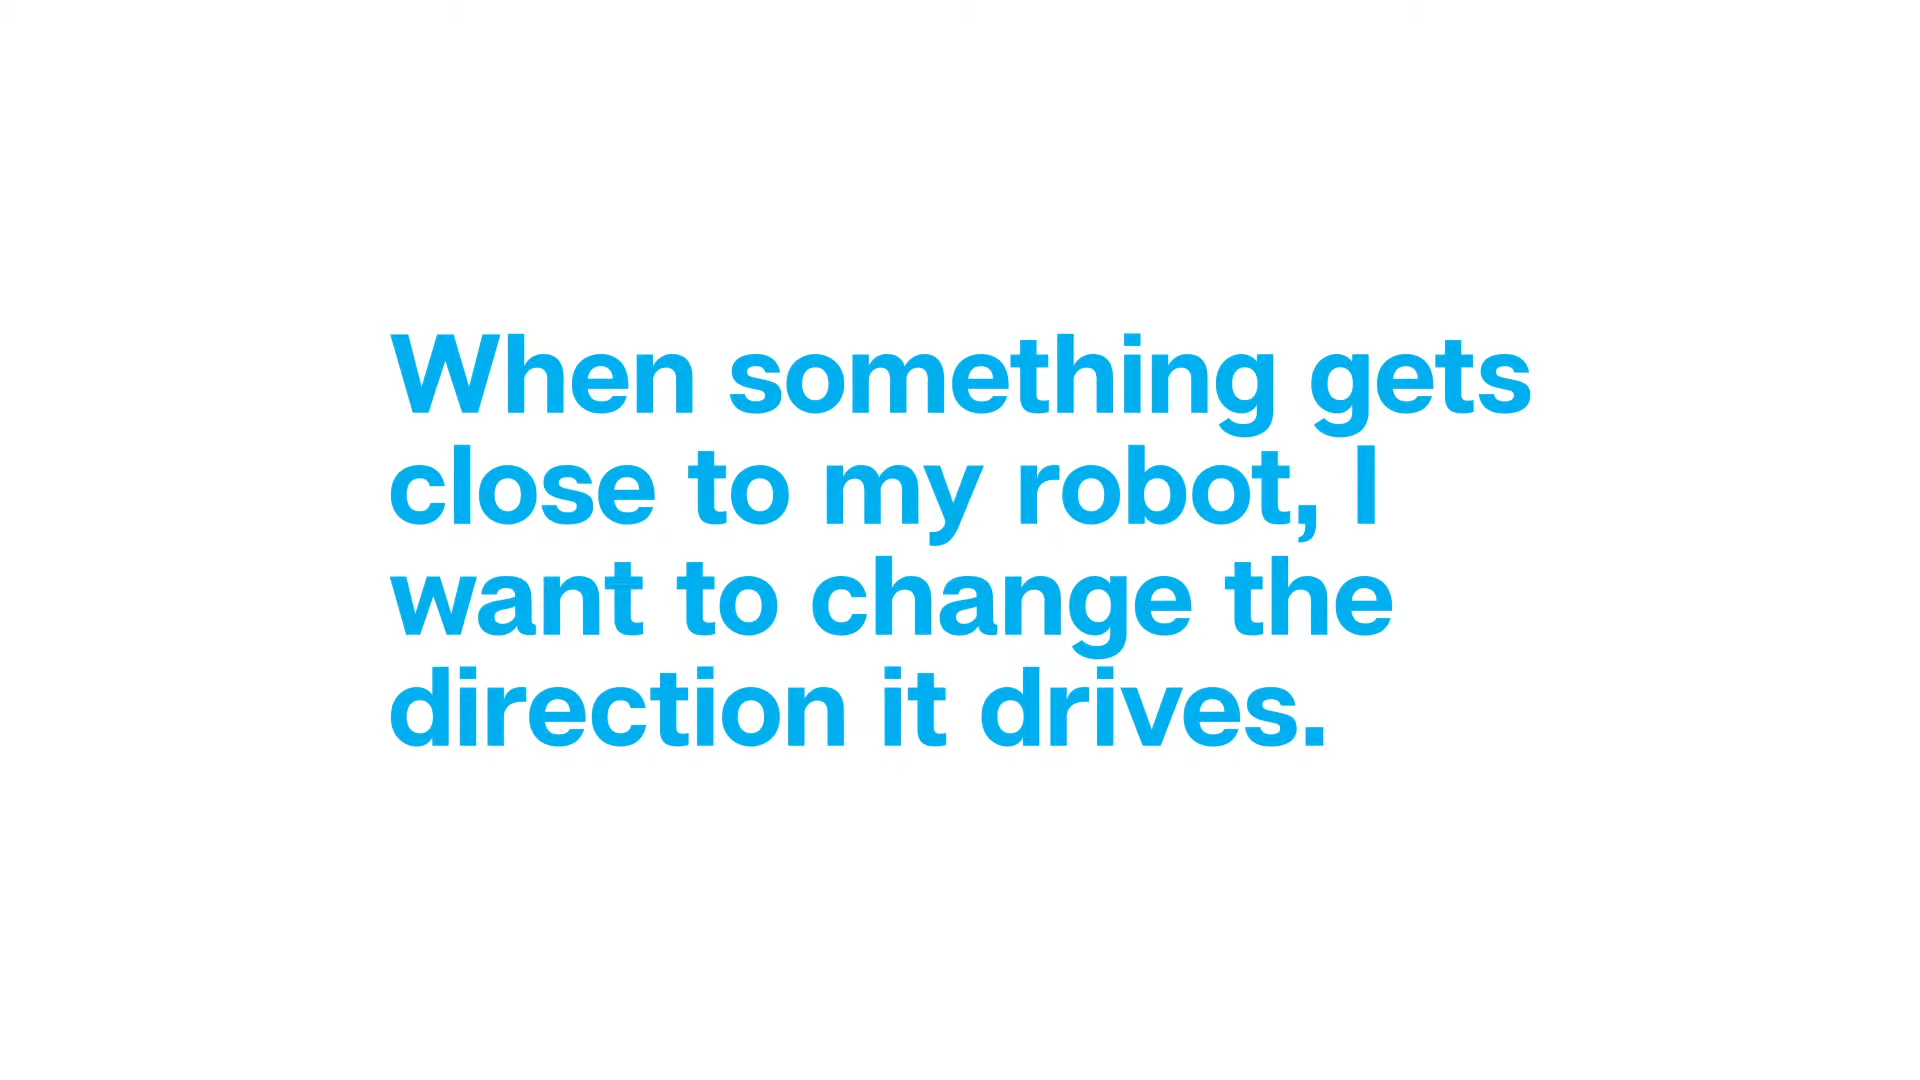 When something gets
close to my robot, I
want to change the
direction it drives.